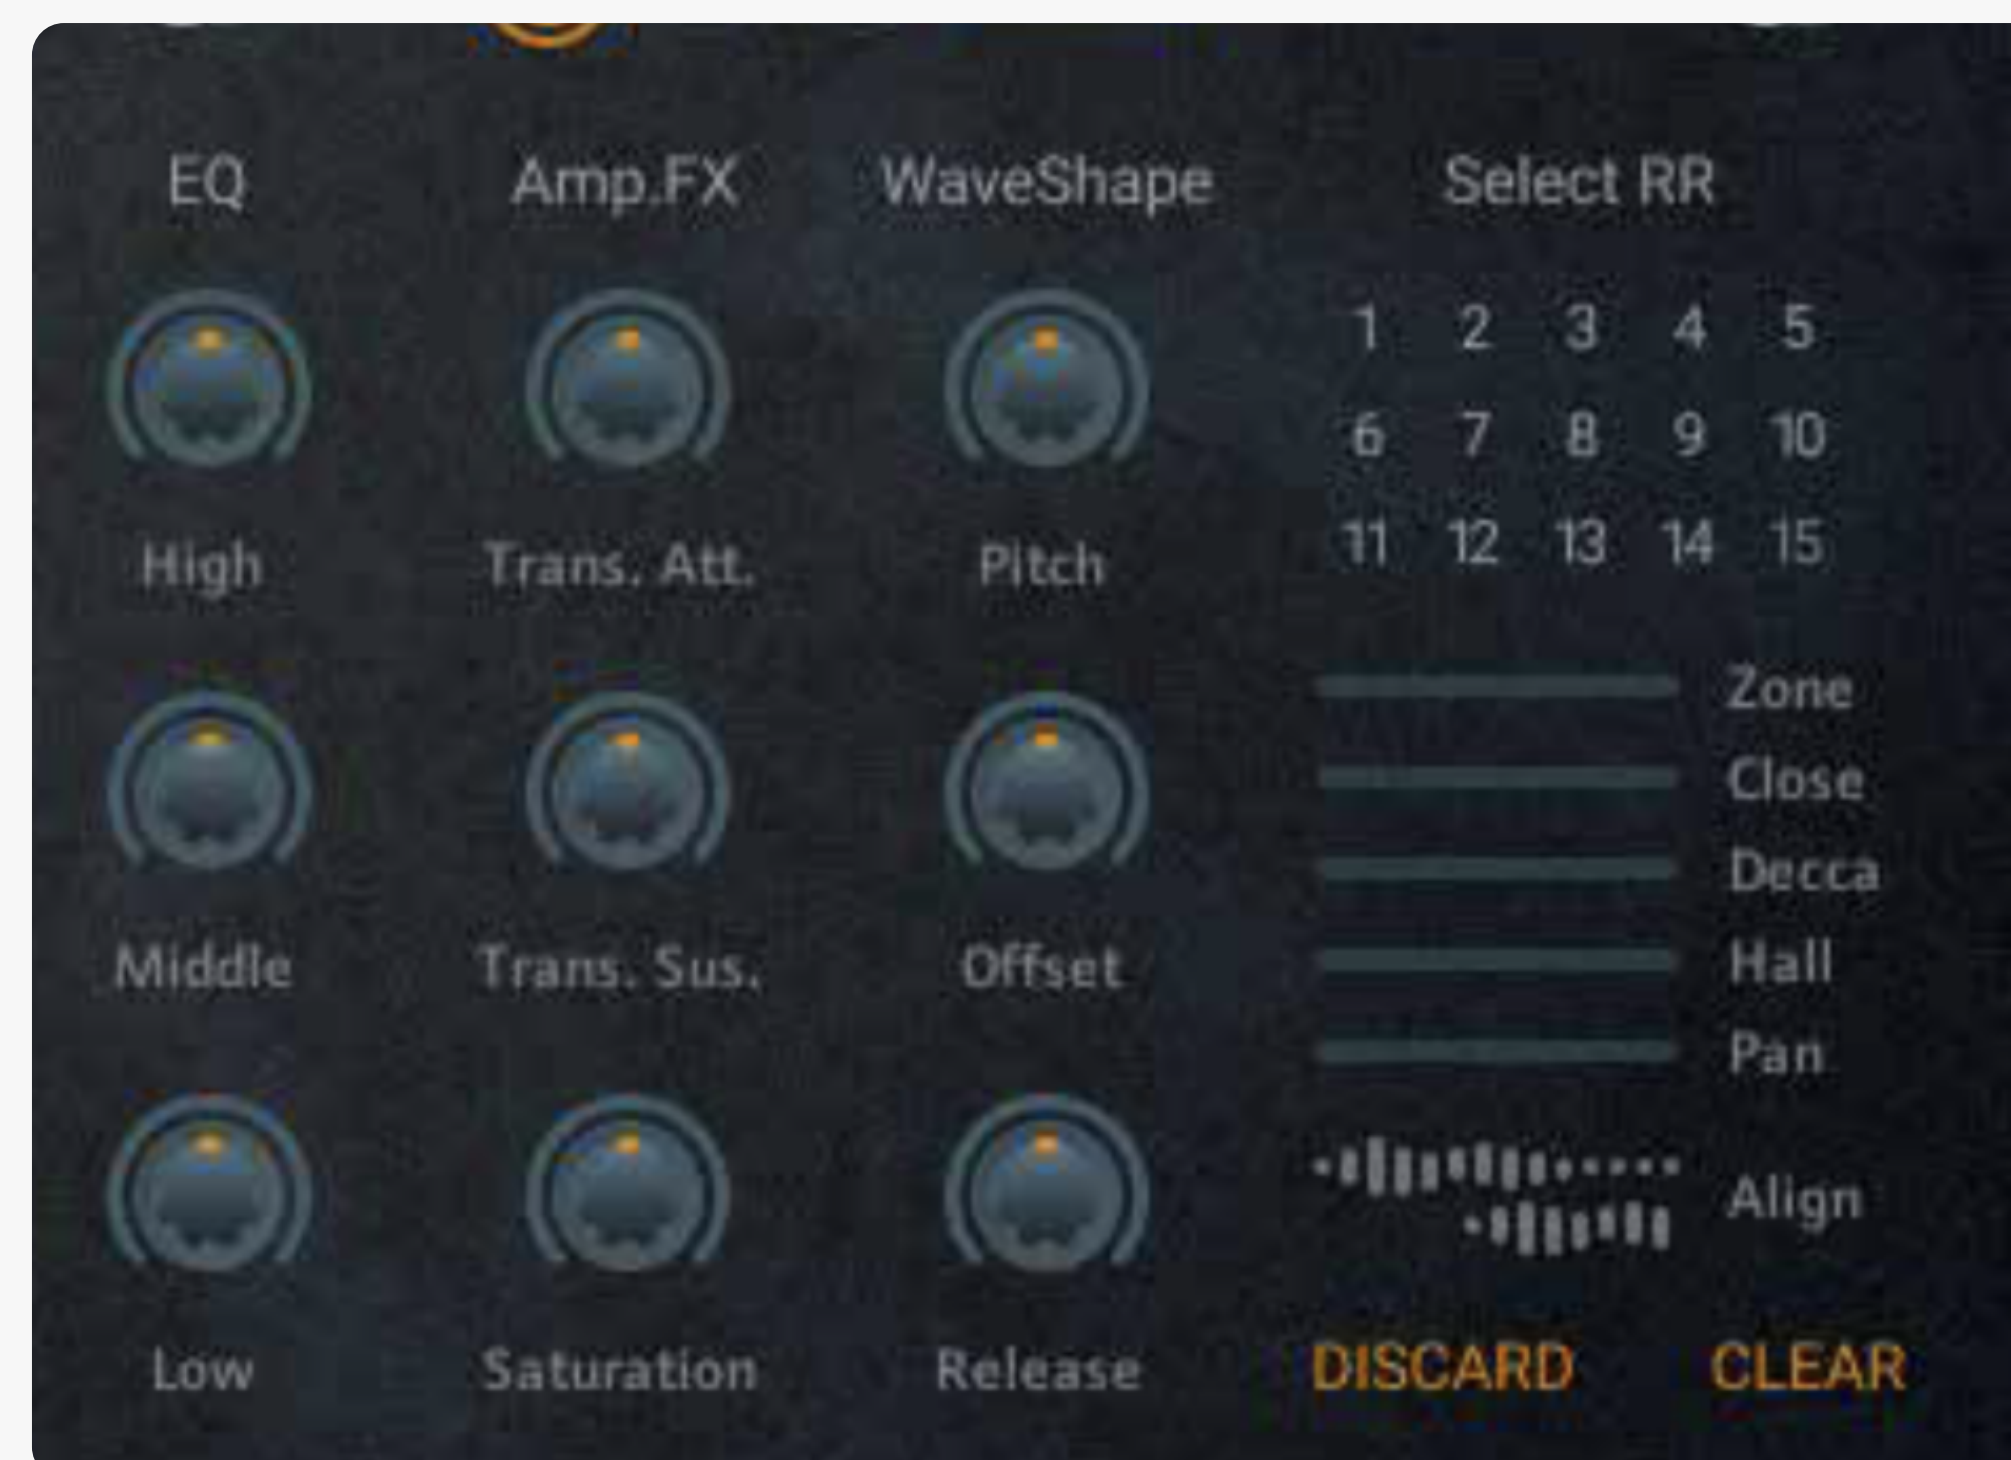 EQ Amp.FX WaveShape Select RR
1 2 3 4 5
6 7 8 9 10
11 12 13 14 15
High Trans. Att. Pitch
Zone
Close
Decca
Middle Trans. Sus. Offset Hall
Pan
Align
Low Saturation Release DISCARD CLEAR